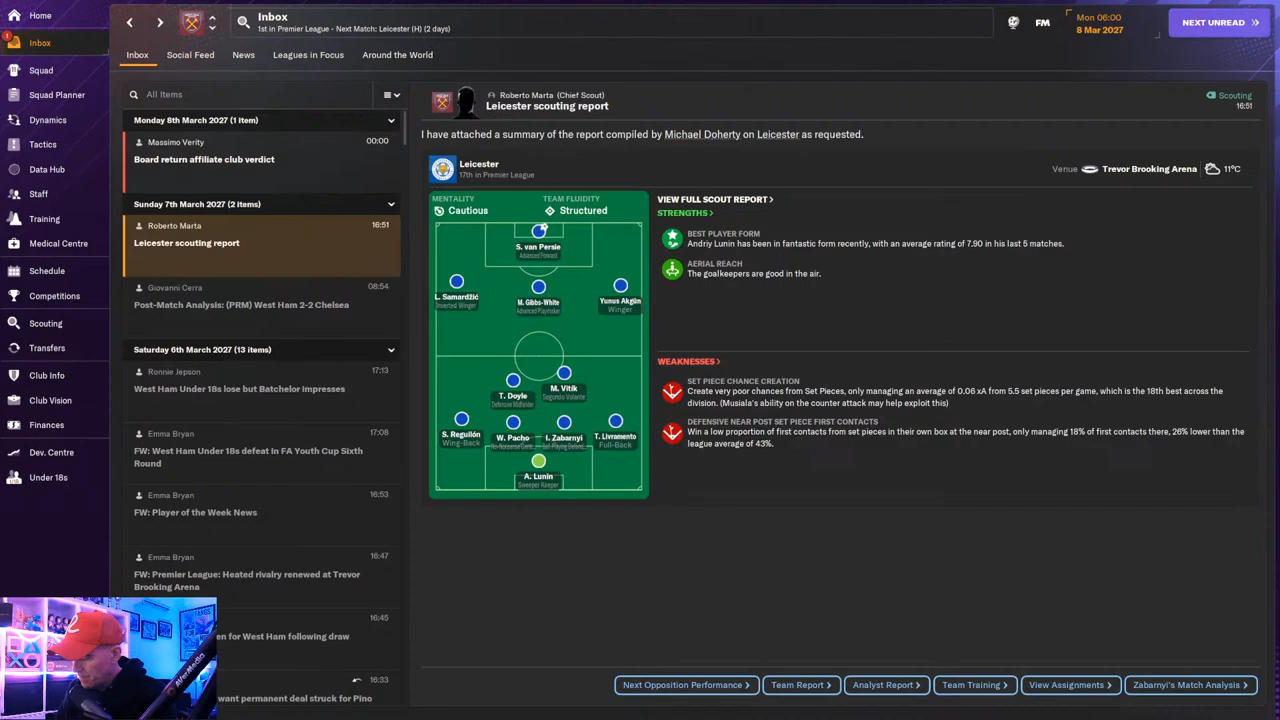 Home
Inbox
1
Squad
Squad Planner
Dynamics
Tactics
Data Hub
Staff
Training
Medical Centre
Schedule
Competitions
Scouting
Transfers
Club Info
Club Vision
Finances
Dev. Centre
Under 18s
Inbox
1st in Premier League - Next Match: Leicester (H) (2 days)
FM
Mon 06:00
8 Mar 2027
NEXT UNREAD
Inbox
Social Feed
News
Leagues in Focus
Around the World
All Items
Monday 8th March 2027 (1 item)
Massimo Verity
00:00
Board return affiliate club verdict
Sunday 7th March 2027 (2 items)
Roberto Marta
16:51
Leicester scouting report
Giovanni Cerra
08:54
Post-Match Analysis: (PRM) West Ham 2-2 Chelsea
Saturday 6th March 2027 (13 items)
Ronnie Jepson
17:13
West Ham Under 18s lose but Batchelor impresses
Emma Bryan
17:08
FW: West Ham Under 18s defeat in FA Youth Cup Sixth
Round
Emma Bryan
16:53
FW: Player of the Week News
Emma Bryan
16:47
FW: Premier League: Heated rivalry renewed at Trevor
Brooking Arena
16:45
en for West Ham following draw
16:33
want permanent deal struck for Pino
Roberto Marta (Chief Scout)
Leicester scouting report
Scouting
16:51
I have attached a summary of the report compiled by Michael Doherty on Leicester as requested.
Leicester
17th in Premier League
Venue
Trevor Brooking Arena
11°C
MENTALITY
Cautious
TEAM FLUIDITY
Structured
S. van Persie
Advanced Forward
L. Samardžić
Inverted Winger
M. Gibbs-White
Advanced Playmaker
Yunus Akgün
Winger
T. Doyle
Defensive Midfielder
M. Vitík
Segundo Volante
S. Reguilón
Wing-Back
W. Pacho
No-Nonsense Cent
I. Zabarnyi
Ball-Playing Defend
T. Livramento
Full-Back
A. Lunin
Sweeper Keeper
VIEW FULL SCOUT REPORT >
STRENGTHS >
BEST PLAYER FORM
Andriy Lunin has been in fantastic form recently, with an average rating of 7.90 in his last 5 matches.
AERIAL REACH
The goalkeepers are good in the air.
WEAKNESSES >
SET PIECE CHANCE CREATION
Create very poor chances from Set Pieces, only managing an average of 0.06 xA from 5.5 set pieces per game, which is the 18th best across the
division. (Musiala's ability on the counter attack may help exploit this)
DEFENSIVE NEAR POST SET PIECE FIRST CONTACTS
Win a low proportion of first contacts from set pieces in their own box at the near post, only managing 18% of first contacts there, 26% lower than the
league average of 43%.
Next Opposition Performance >
Team Report >
Analyst Report >
Team Training >
View Assignments >
Zabarnyi's Match Analysis >